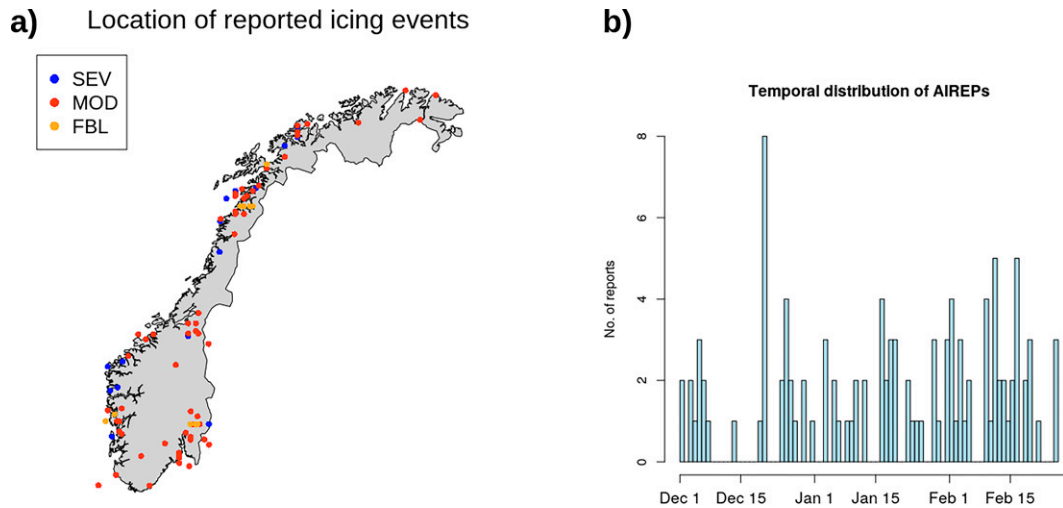 a) Location of reported icing events
SEV
MOD
FBL
b)
Temporal distribution of AIREPs
No. of reports
8
6
4
2
0
Dec 1 Dec 15 Jan 1 Jan 15 Feb 1 Feb 15